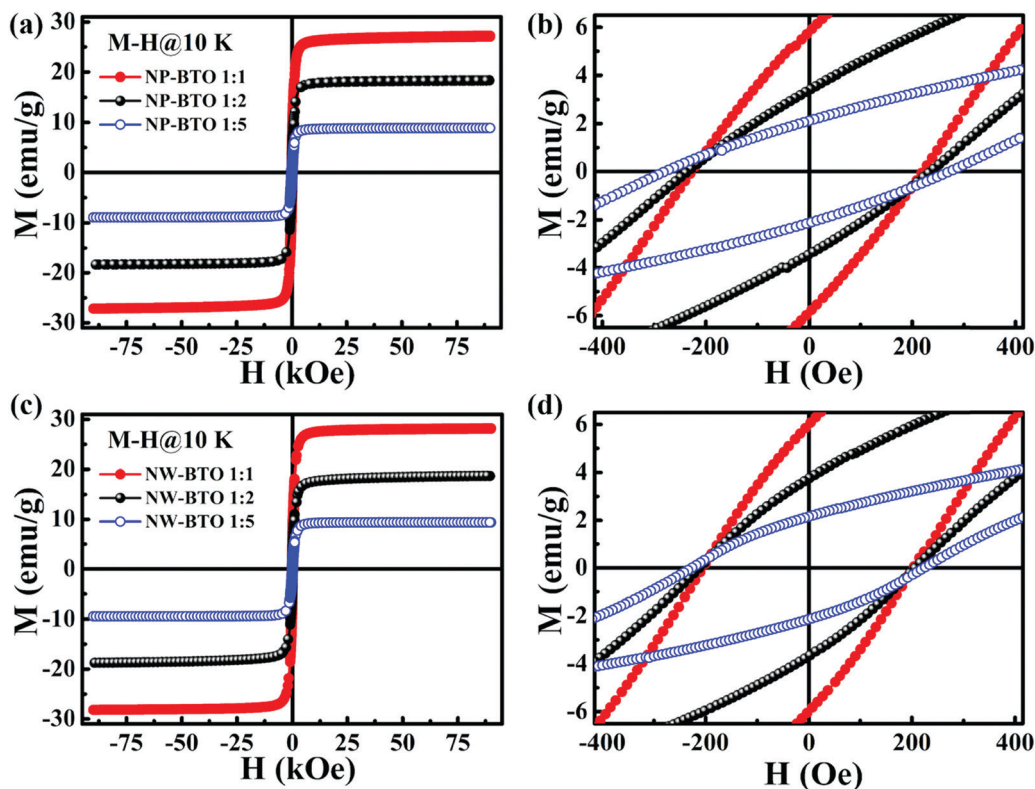 (a)
M-H@10 K
NP-BTO 1:1
NP-BTO 1:2
NP-BTO 1:5
M (emu/g)
30
20
10
0
-10
-20
-30
-75 -50 -25 0 25 50 75
H (kOe)
(b)
M (emu/g)
6
4
2
0
-2
-4
-6
-400 -200 0 200 400
H (Oe)
(c)
M-H@10 K
NW-BTO 1:1
NW-BTO 1:2
NW-BTO 1:5
M (emu/g)
30
20
10
0
-10
-20
-30
-75 -50 -25 0 25 50 75
H (kOe)
(d)
M (emu/g)
6
4
2
0
-2
-4
-6
-400 -200 0 200 400
H (Oe)